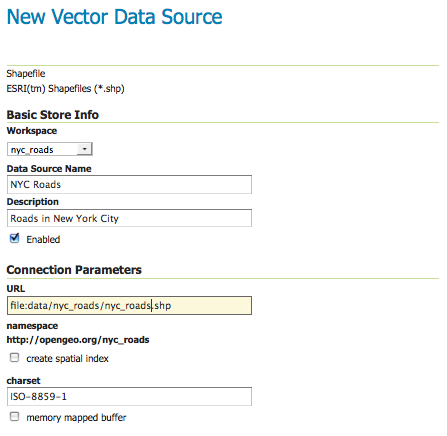 New Vector Data Source
Shapefile
ESRI(tm) Shapefiles (*.shp)
Basic Store Info
Workspace
nyc_roads
Data Source Name
NYC Roads
Description
Roads in New York City
Enabled
Connection Parameters
URL
file:data/nyc_roads/nyc_roads.shp
namespace
http://opengeo.org/nyc_roads
create spatial index
charset
ISO-8859-1
memory mapped buffer